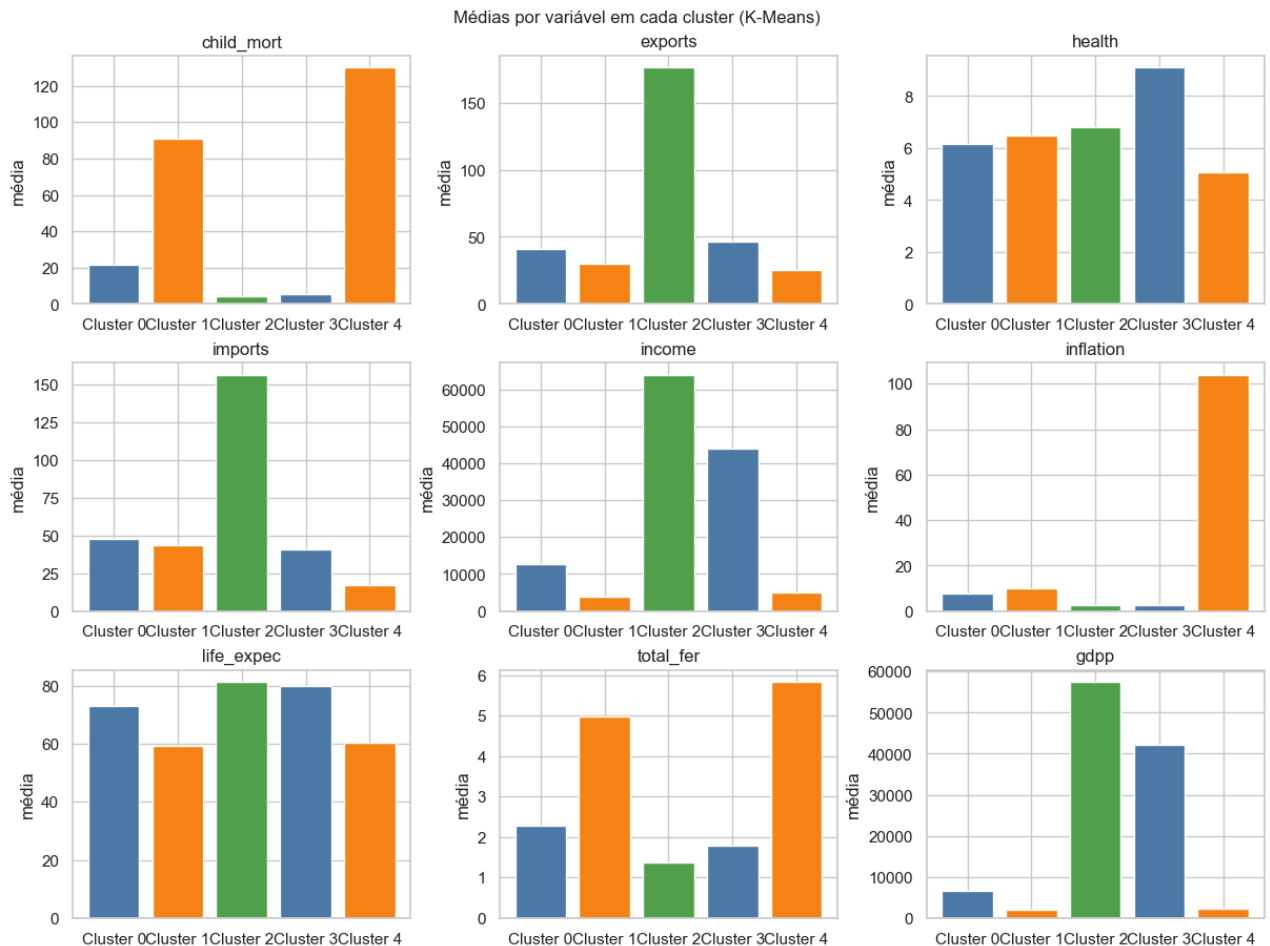 Médias por variável em cada cluster (K-Means)
child_mort
média
120
100
80
60
40
20
0
Cluster 0Cluster 1Cluster 2Cluster 3Cluster 4
exports
média
150
100
50
0
Cluster 0Cluster 1Cluster 2Cluster 3Cluster 4
health
média
8
6
4
2
0
Cluster 0Cluster 1Cluster 2Cluster 3Cluster 4
imports
média
150
125
100
75
50
25
0
Cluster 0Cluster 1Cluster 2Cluster 3Cluster 4
income
média
60000
50000
40000
30000
20000
10000
0
Cluster 0Cluster 1Cluster 2Cluster 3Cluster 4
inflation
média
100
80
60
40
20
0
Cluster 0Cluster 1Cluster 2Cluster 3Cluster 4
life_expec
média
80
60
40
20
0
Cluster 0Cluster 1Cluster 2Cluster 3Cluster 4
total_fer
média
6
5
4
3
2
1
0
Cluster 0Cluster 1Cluster 2Cluster 3Cluster 4
gdpp
média
60000
50000
40000
30000
20000
10000
0
Cluster 0Cluster 1Cluster 2Cluster 3Cluster 4